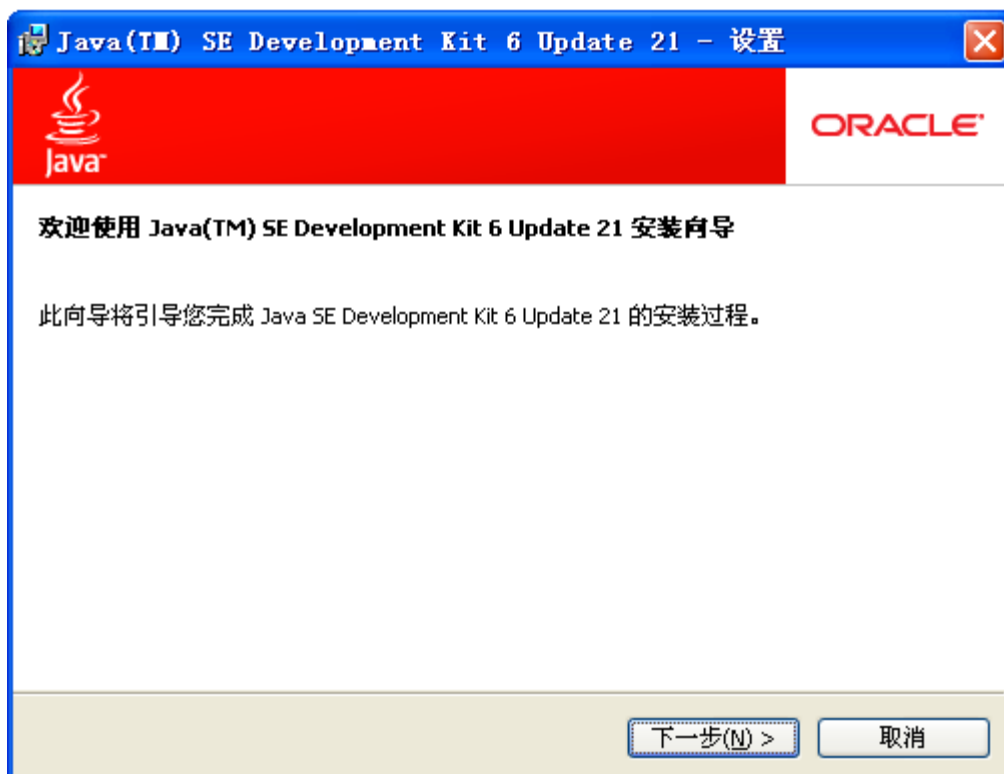 Java(TM) SE Development Kit 6 Update 21 - 设置
Java™
ORACLE®
欢迎使用 Java(TM) SE Development Kit 6 Update 21 安装向导
此向导将引导您完成 Java SE Development Kit 6 Update 21 的安装过程。
下一步(N) >
取消